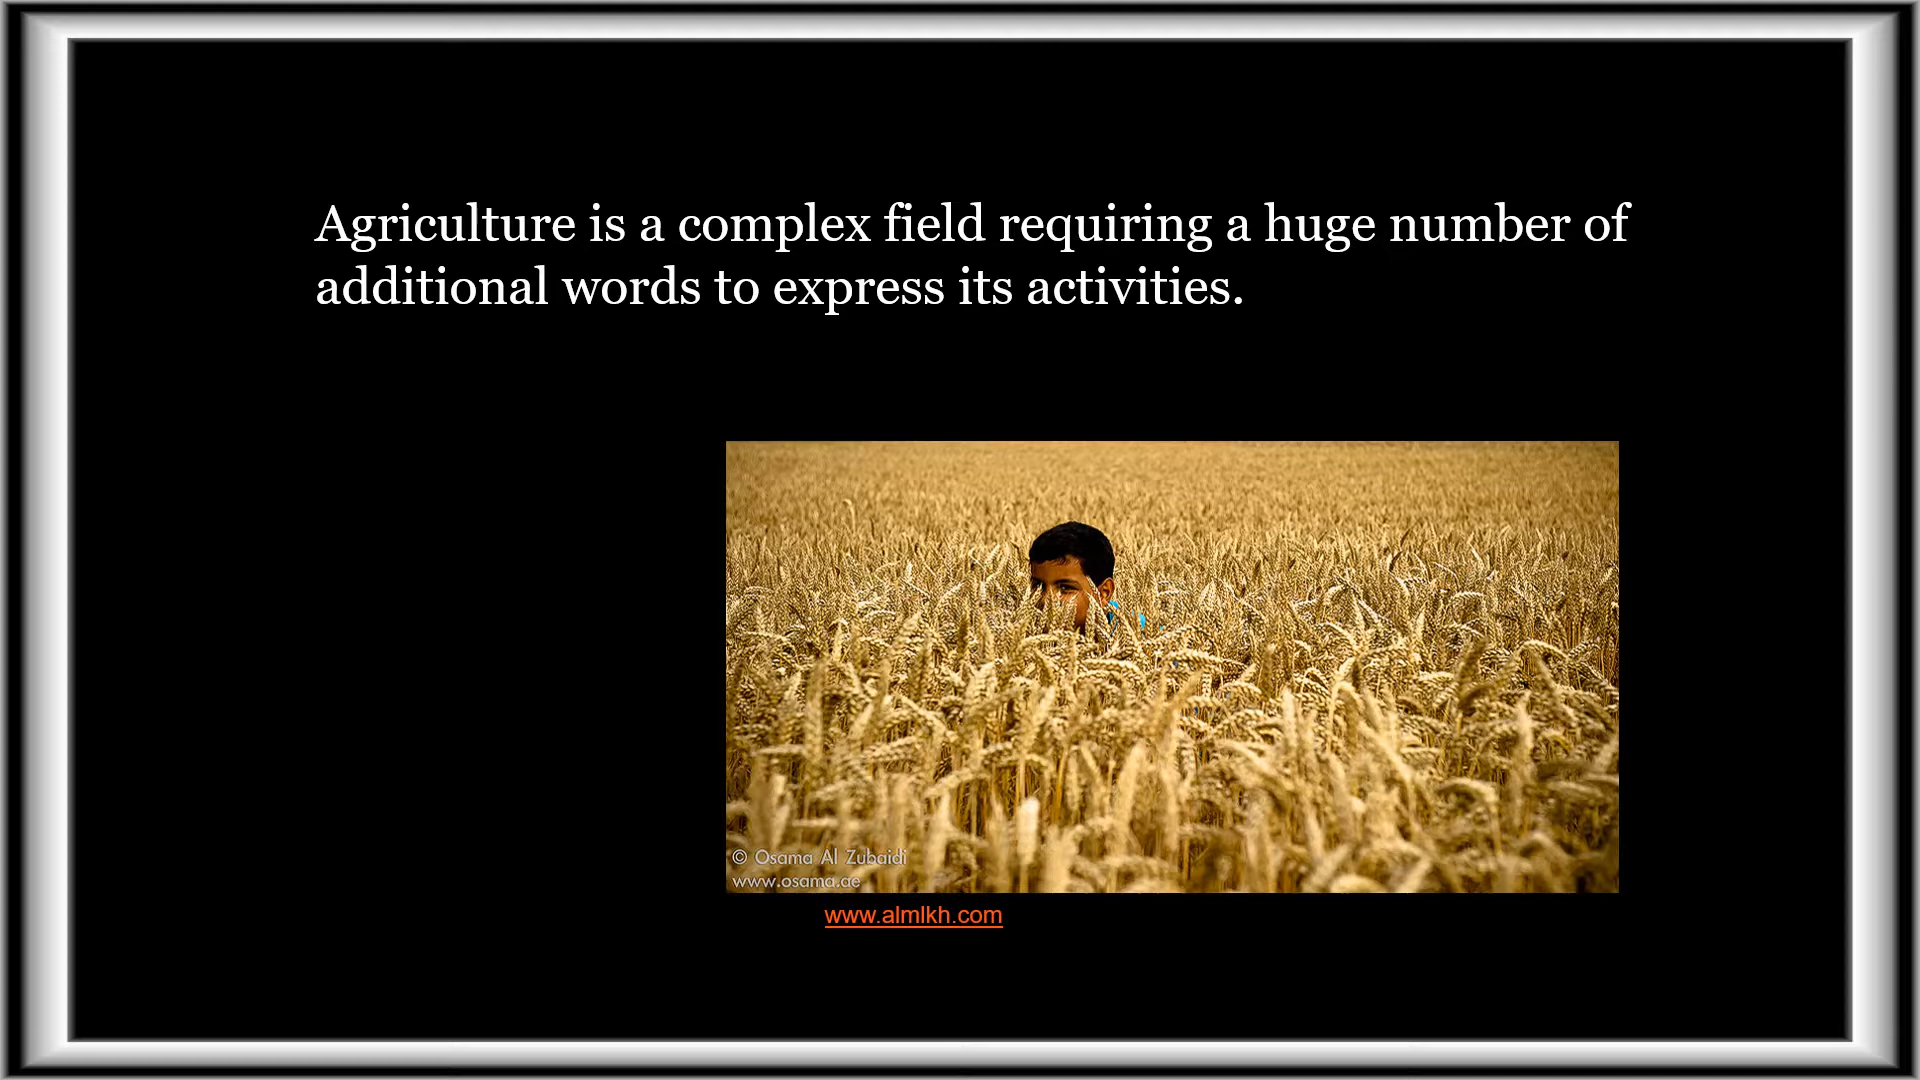 Agriculture is a complex field requiring a huge number of
additional words to express its activities.
© Osama Al Zubaidi
www.osama.ae
www.almlkh.com